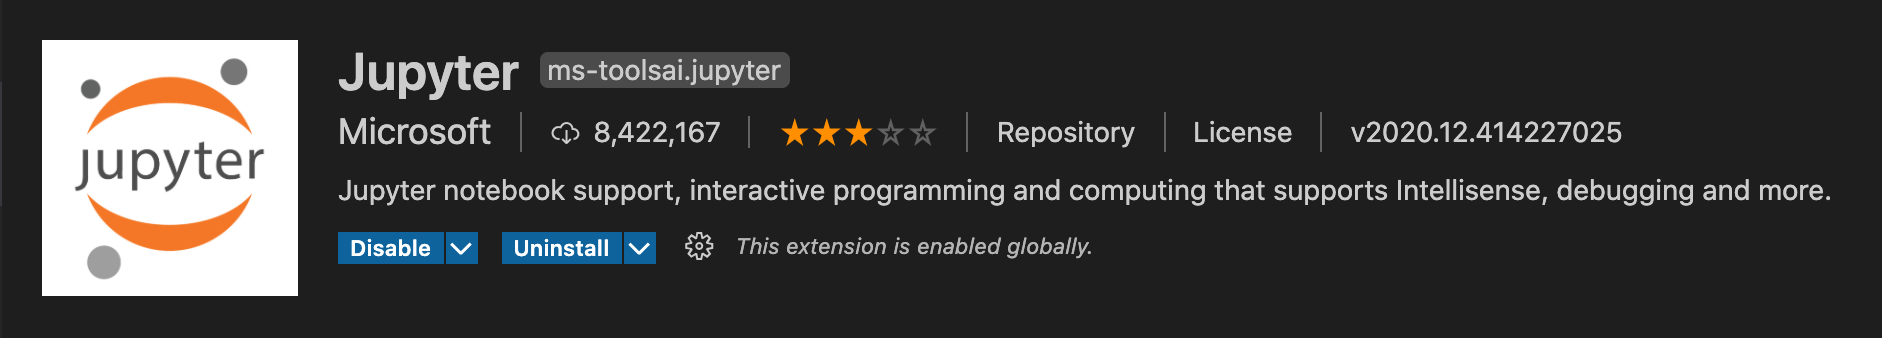 jupyter
Jupyter ms-toolsai.jupyter
Microsoft 8,422,167 Repository License v2020.12.414227025
Jupyter notebook support, interactive programming and computing that supports Intellisense, debugging and more.
Disable Uninstall This extension is enabled globally.